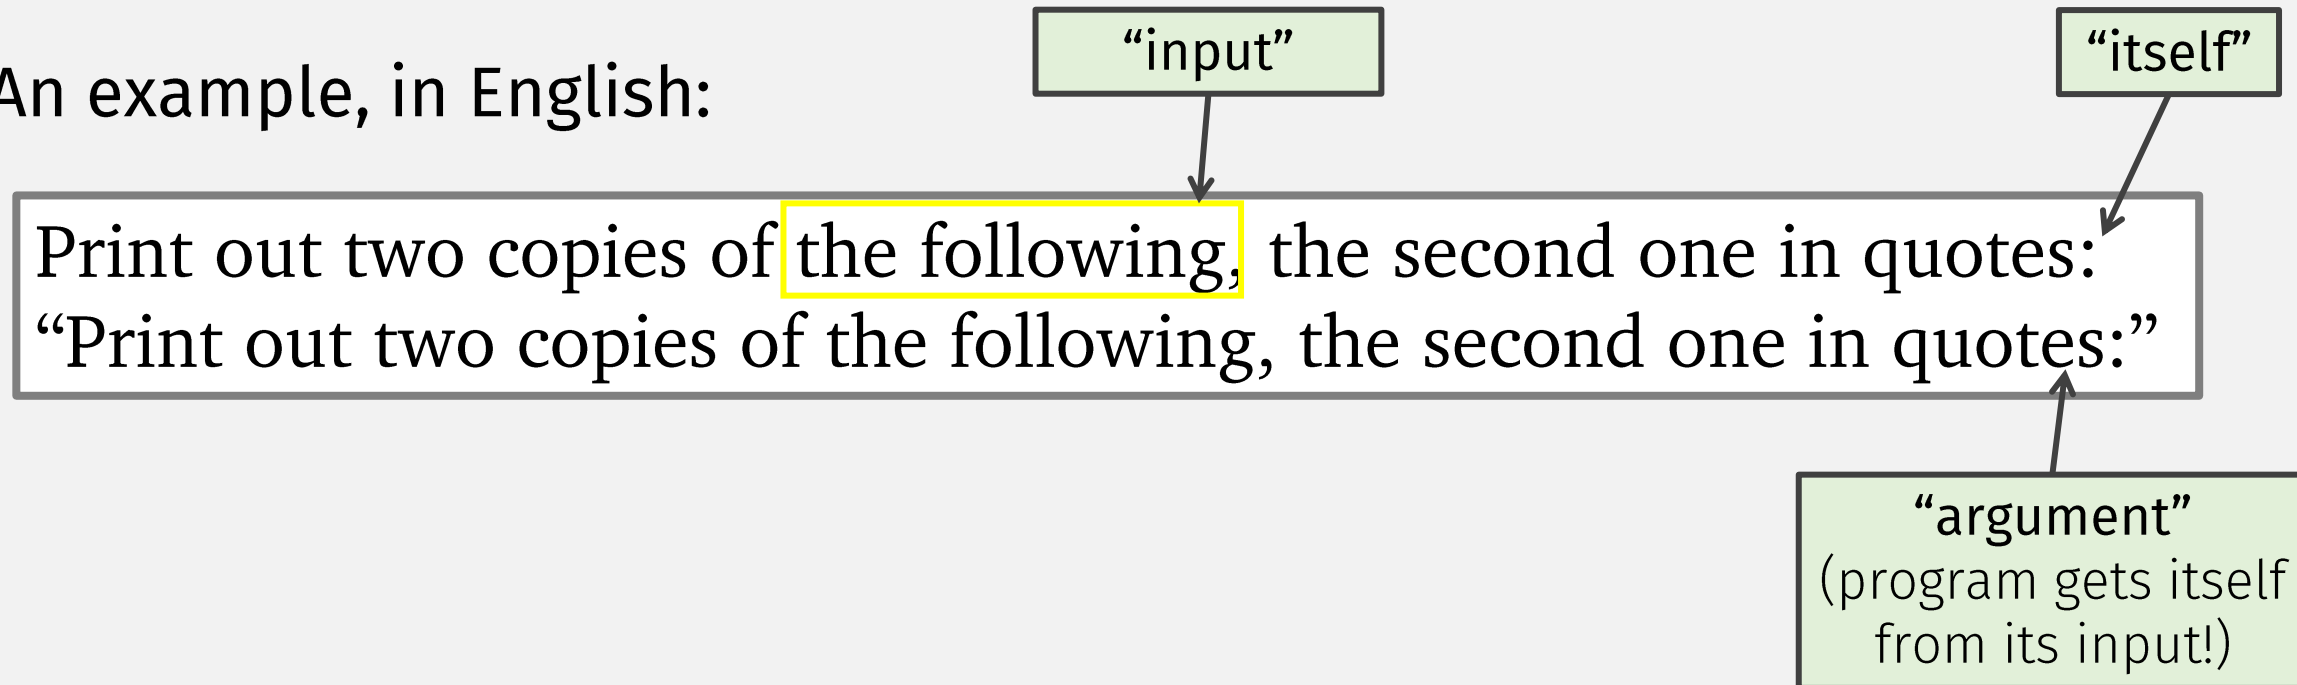 “input”
“itself”
An example, in English:
Print out two copies of the following, the second one in quotes:
“Print out two copies of the following, the second one in quotes:”
“argument”
(program gets itself
from its input!)